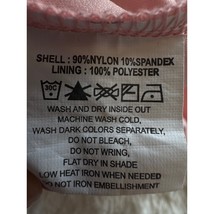 SHELL : 90%NYLON 10%SPANDEX
LINING : 100% POLYESTER
30C
WASH AND DRY INSIDE OUT
MACHINE WASH COLD,
WASH DARK COLORS SEPARATELY,
DO NOT BLEACH,
DO NOT WRING,
FLAT DRY IN SHADE
LOW HEAT IRON WHEN NEEDED
DO NOT IRON EMBELLISHMENT